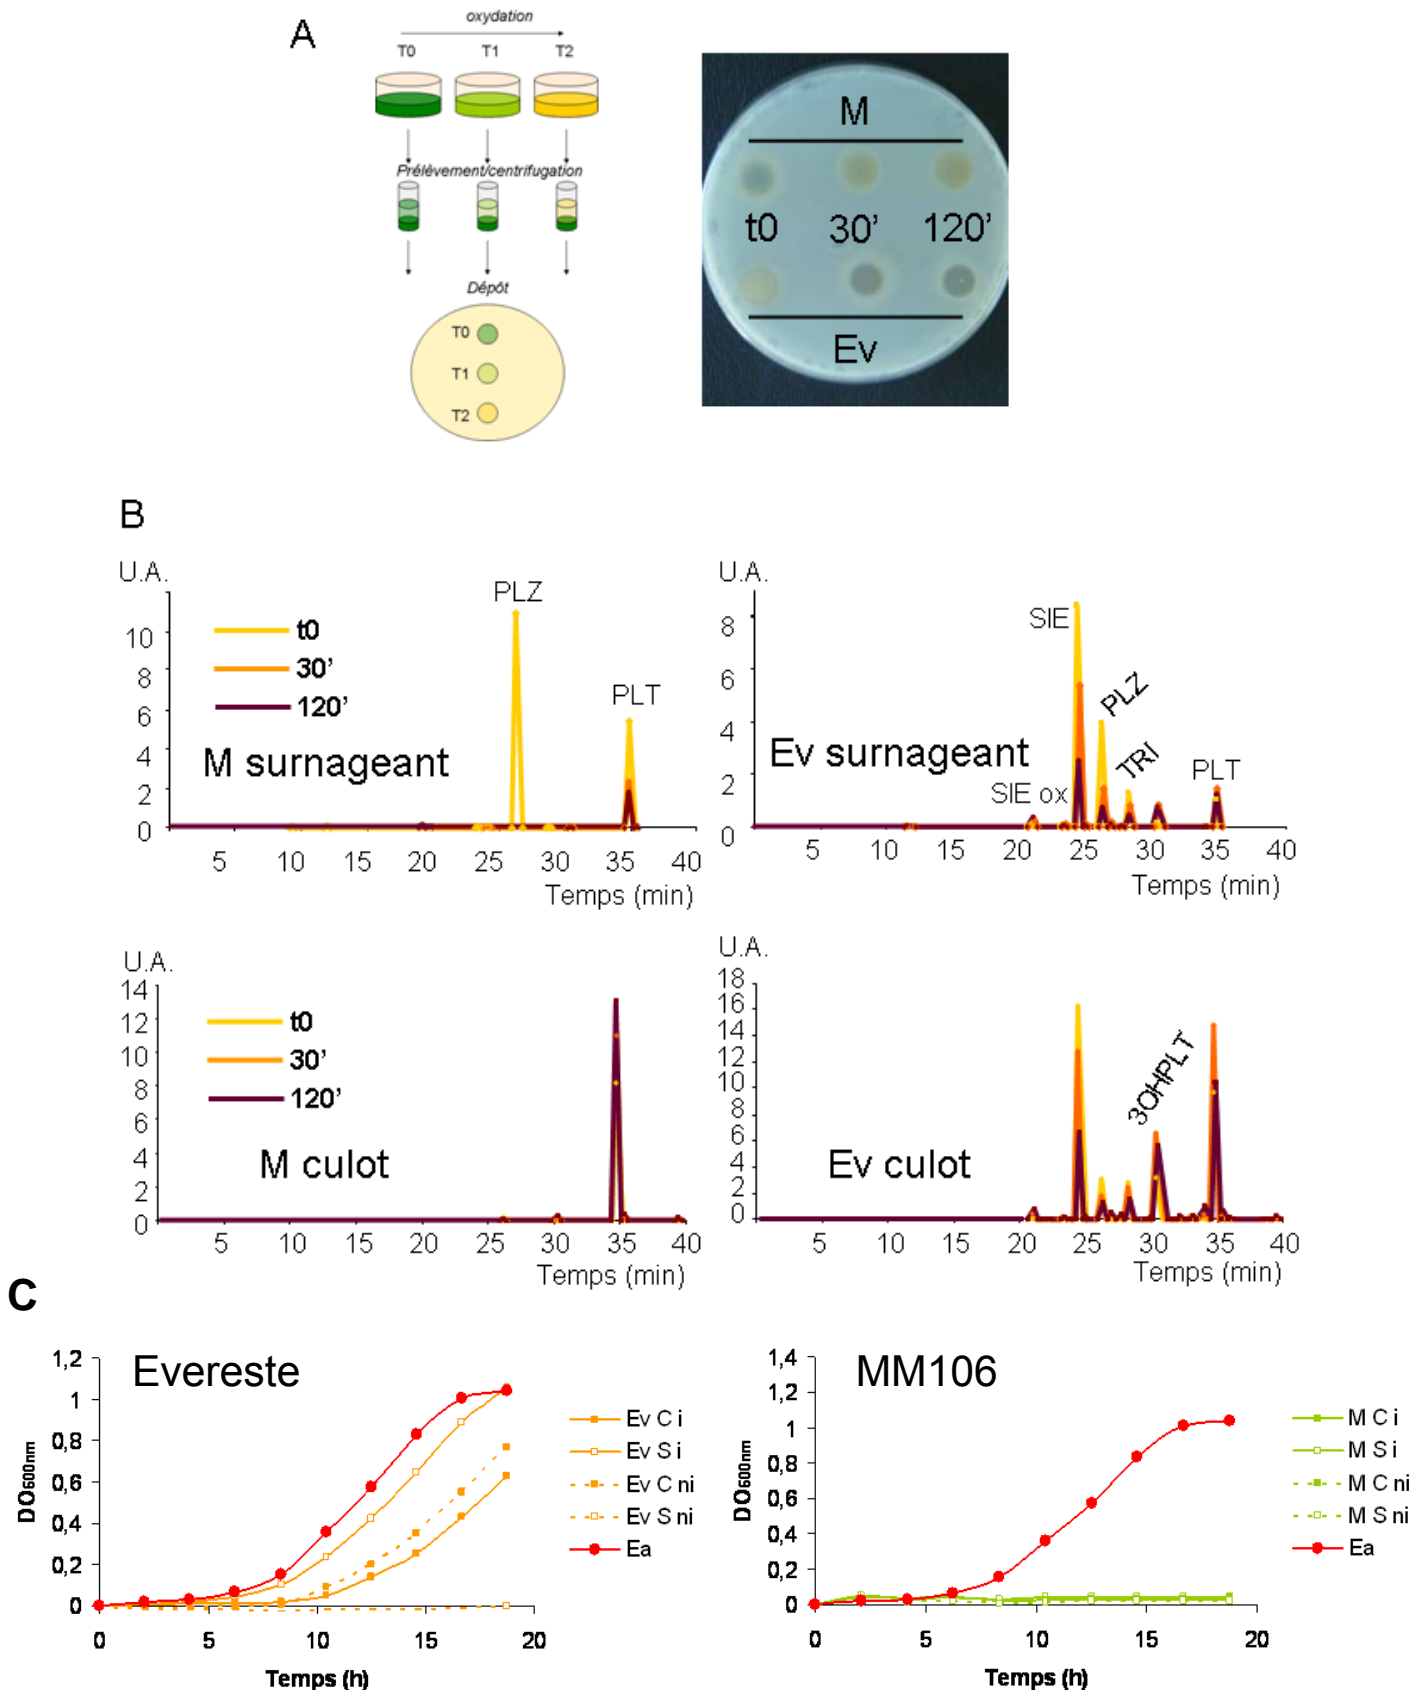 A
oxydation
T0 T1 T2
Prélèvement/centrifugation
Dépôt
T0
T1
T2
M
t0 30' 120'
Ev
B
U.A.
10
8
6
4
2
0
5 10 15 20 25 30 35 40
Temps (min)
t0
30'
120'
M surnageant
PLZ
PLT
U.A.
8
6
4
2
0
5 10 15 20 25 30 35 40
Temps (min)
Ev surnageant
SIE
PLZ
TRI
SIE ox
PLT
U.A.
14
12
10
8
6
4
2
0
5 10 15 20 25 30 35 40
Temps (min)
t0
30'
120'
M culot
U.A.
18
16
14
12
10
8
6
4
2
0
5 10 15 20 25 30 35 40
Temps (min)
Ev culot
3OHPLT
C
Evereste
1,2
1
0,8
0,6
0,4
0,2
0
DO600nm
0 5 10 15 20
Temps (h)
Ev C i
Ev S i
Ev C ni
Ev S ni
Ea
MM106
1,4
1,2
1
0,8
0,6
0,4
0,2
0
DO600nm
0 5 10 15 20
Temps (h)
M C i
M S i
M C ni
M S ni
Ea